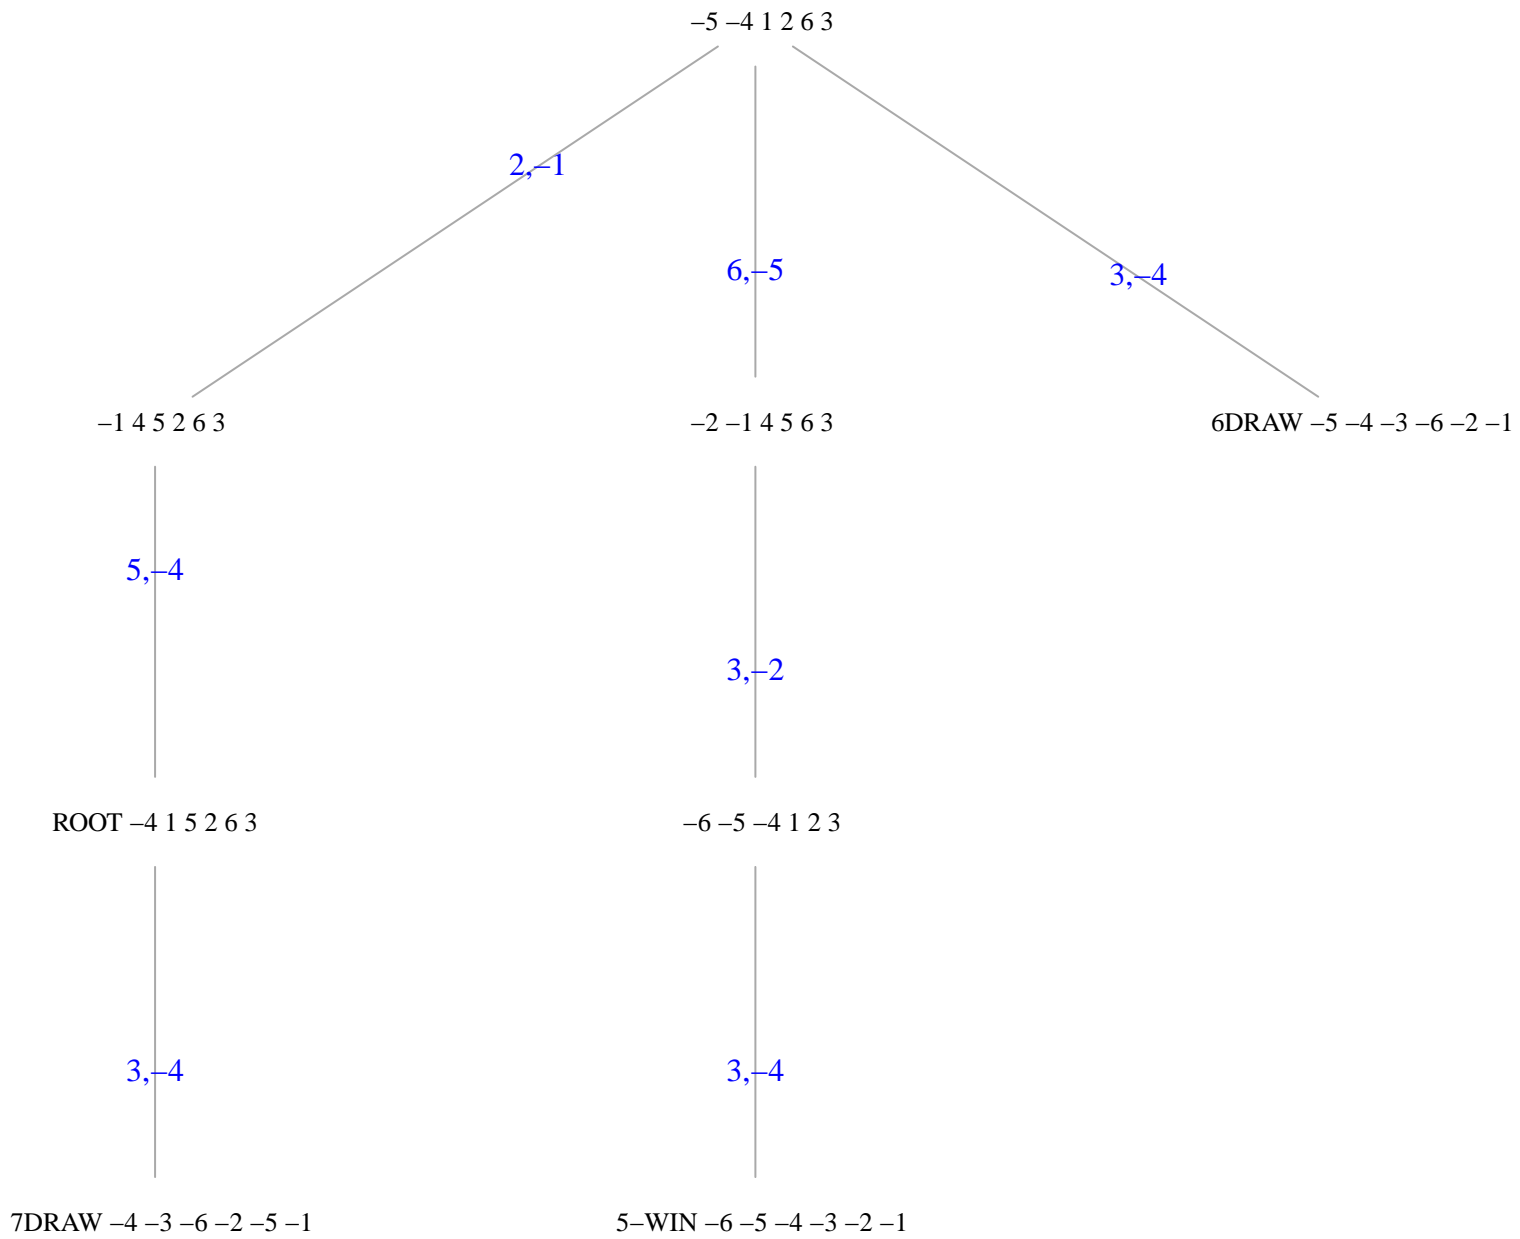 –5 –4 1 2 6 3
2,–1
6,–5
3,–4
–1 4 5 2 6 3
–2 –1 4 5 6 3
6DRAW –5 –4 –3 –6 –2 –1
5,–4
3,–2
ROOT –4 1 5 2 6 3
–6 –5 –4 1 2 3
3,–4
3,–4
7DRAW –4 –3 –6 –2 –5 –1
5–WIN –6 –5 –4 –3 –2 –1